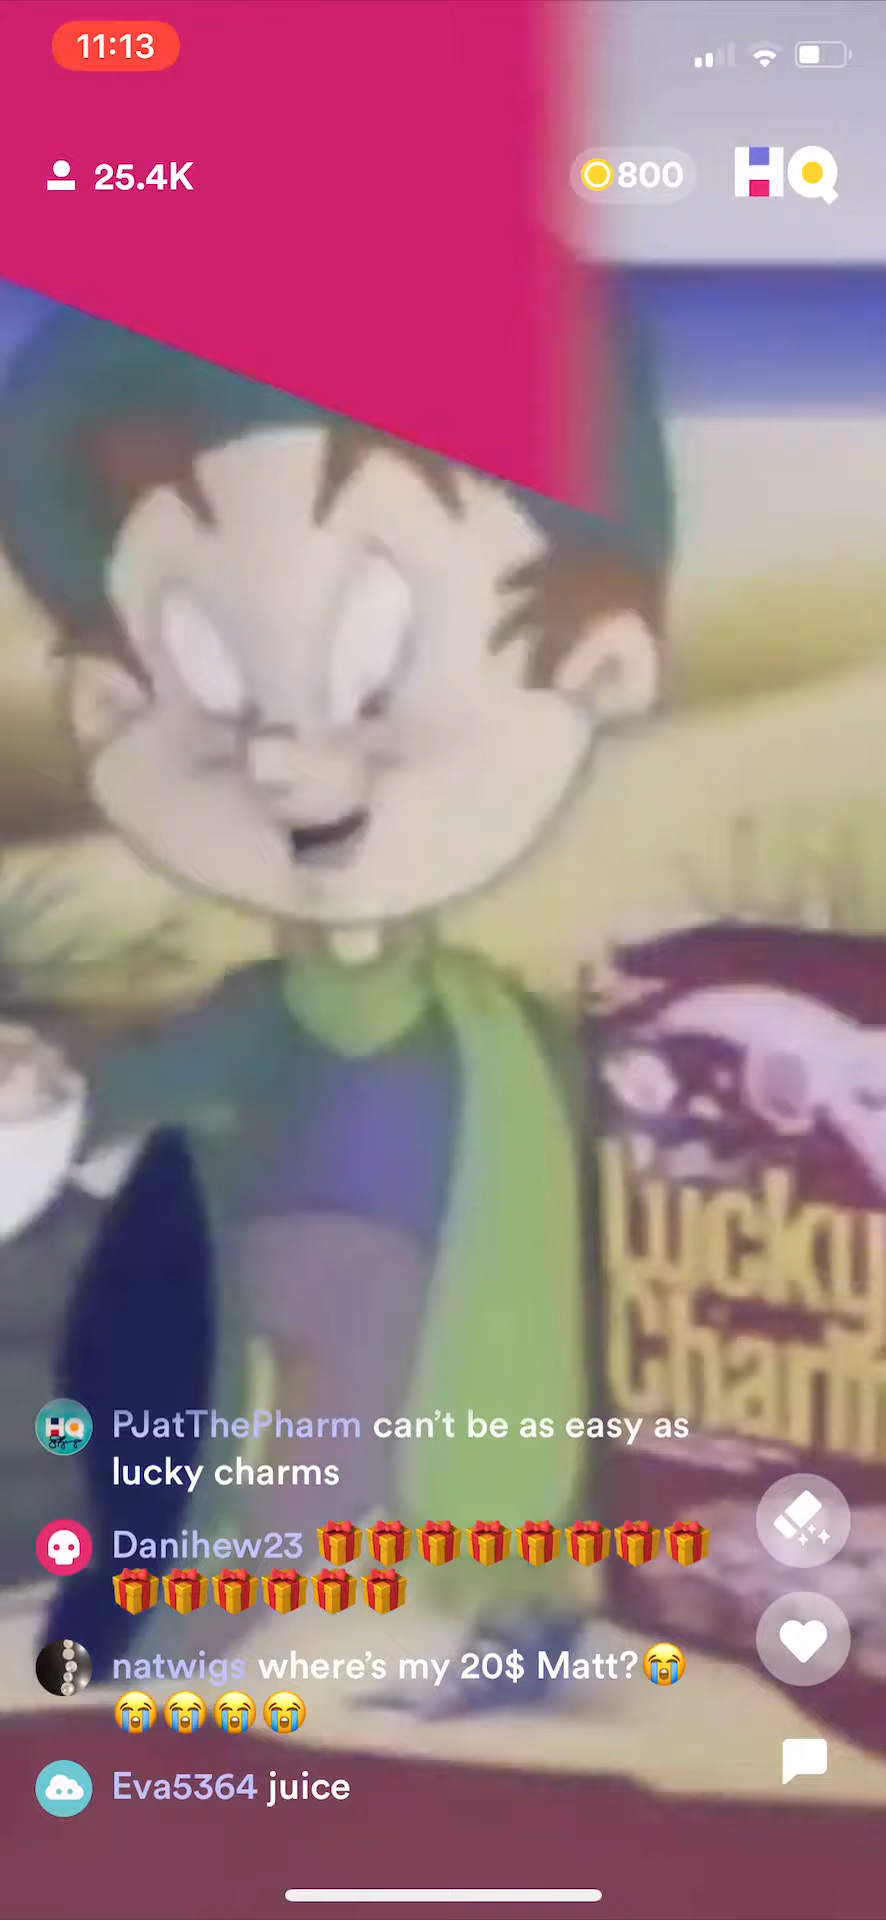 11:13
25.4K
800
HQ
Lucky
Charm
HQ
PJatThePharm can’t be as easy as
lucky charms
Danihew23 🎁🎁🎁🎁🎁🎁🎁🎁
🎁🎁🎁🎁🎁🎁
natwigs where’s my 20$ Matt?😭
😭😭😭😭
Eva5364 juice